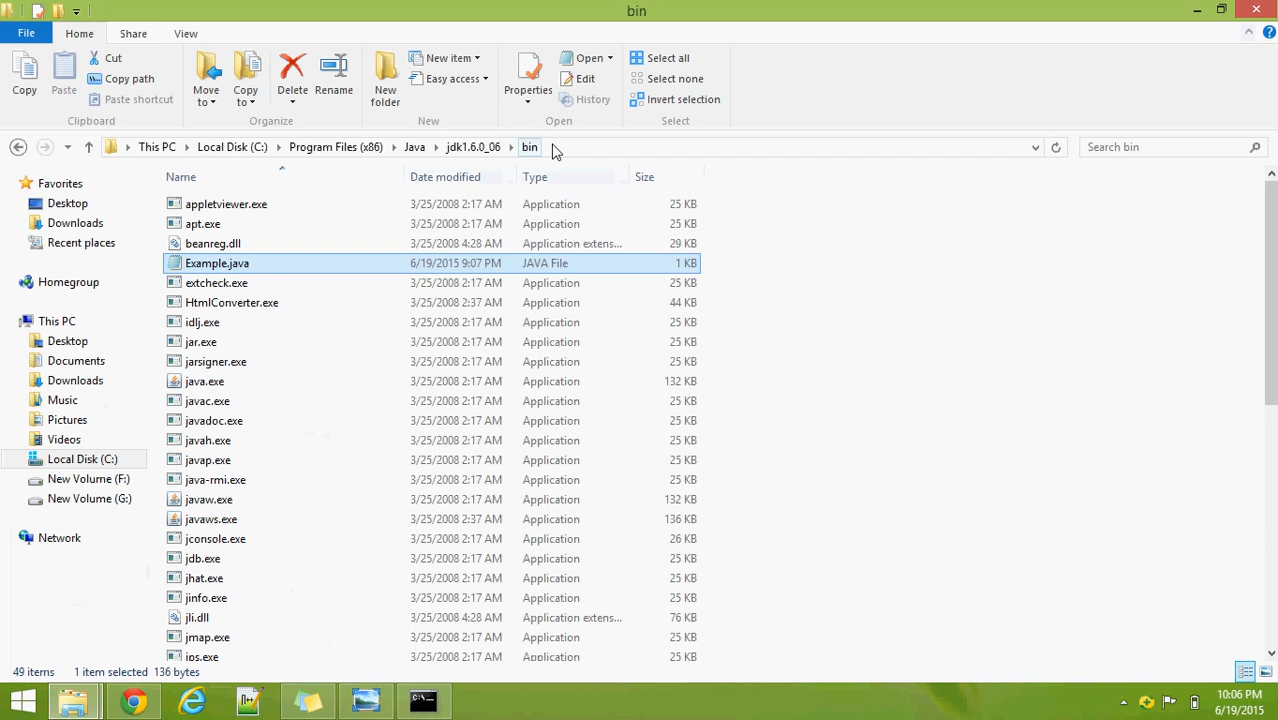 bin
File Home Share View
Copy Paste Cut Copy path Paste shortcut Move to Copy to Delete Rename New folder New item Easy access Properties Open Edit History Select all Select none Invert selection
Clipboard Organize New Open Select
This PC Local Disk (C:) Program Files (x86) Java jdk1.6.0_06 bin Search bin
Name Date modified Type Size
Favorites
Desktop
Downloads
Recent places
Homegroup
This PC
Desktop
Documents
Downloads
Music
Pictures
Videos
Local Disk (C:)
New Volume (F:)
New Volume (G:)
Network
appletviewer.exe 3/25/2008 2:17 AM Application 25 KB
apt.exe 3/25/2008 2:17 AM Application 25 KB
beanreg.dll 3/25/2008 4:28 AM Application extens... 29 KB
Example.java 6/19/2015 9:07 PM JAVA File 1 KB
extcheck.exe 3/25/2008 2:17 AM Application 25 KB
HtmlConverter.exe 3/25/2008 2:37 AM Application 44 KB
idlj.exe 3/25/2008 2:17 AM Application 25 KB
jar.exe 3/25/2008 2:17 AM Application 25 KB
jarsigner.exe 3/25/2008 2:17 AM Application 25 KB
java.exe 3/25/2008 2:17 AM Application 132 KB
javac.exe 3/25/2008 2:17 AM Application 25 KB
javadoc.exe 3/25/2008 2:17 AM Application 25 KB
javah.exe 3/25/2008 2:17 AM Application 25 KB
javap.exe 3/25/2008 2:17 AM Application 25 KB
java-rmi.exe 3/25/2008 2:17 AM Application 25 KB
javaw.exe 3/25/2008 2:17 AM Application 132 KB
javaws.exe 3/25/2008 2:37 AM Application 136 KB
jconsole.exe 3/25/2008 2:17 AM Application 26 KB
jdb.exe 3/25/2008 2:17 AM Application 25 KB
jhat.exe 3/25/2008 2:17 AM Application 25 KB
jinfo.exe 3/25/2008 2:17 AM Application 25 KB
jli.dll 3/25/2008 4:28 AM Application extens... 76 KB
jmap.exe 3/25/2008 2:17 AM Application 25 KB
jps.exe 3/25/2008 2:17 AM Application 25 KB
49 items 1 item selected 136 bytes
10:06 PM
6/19/2015